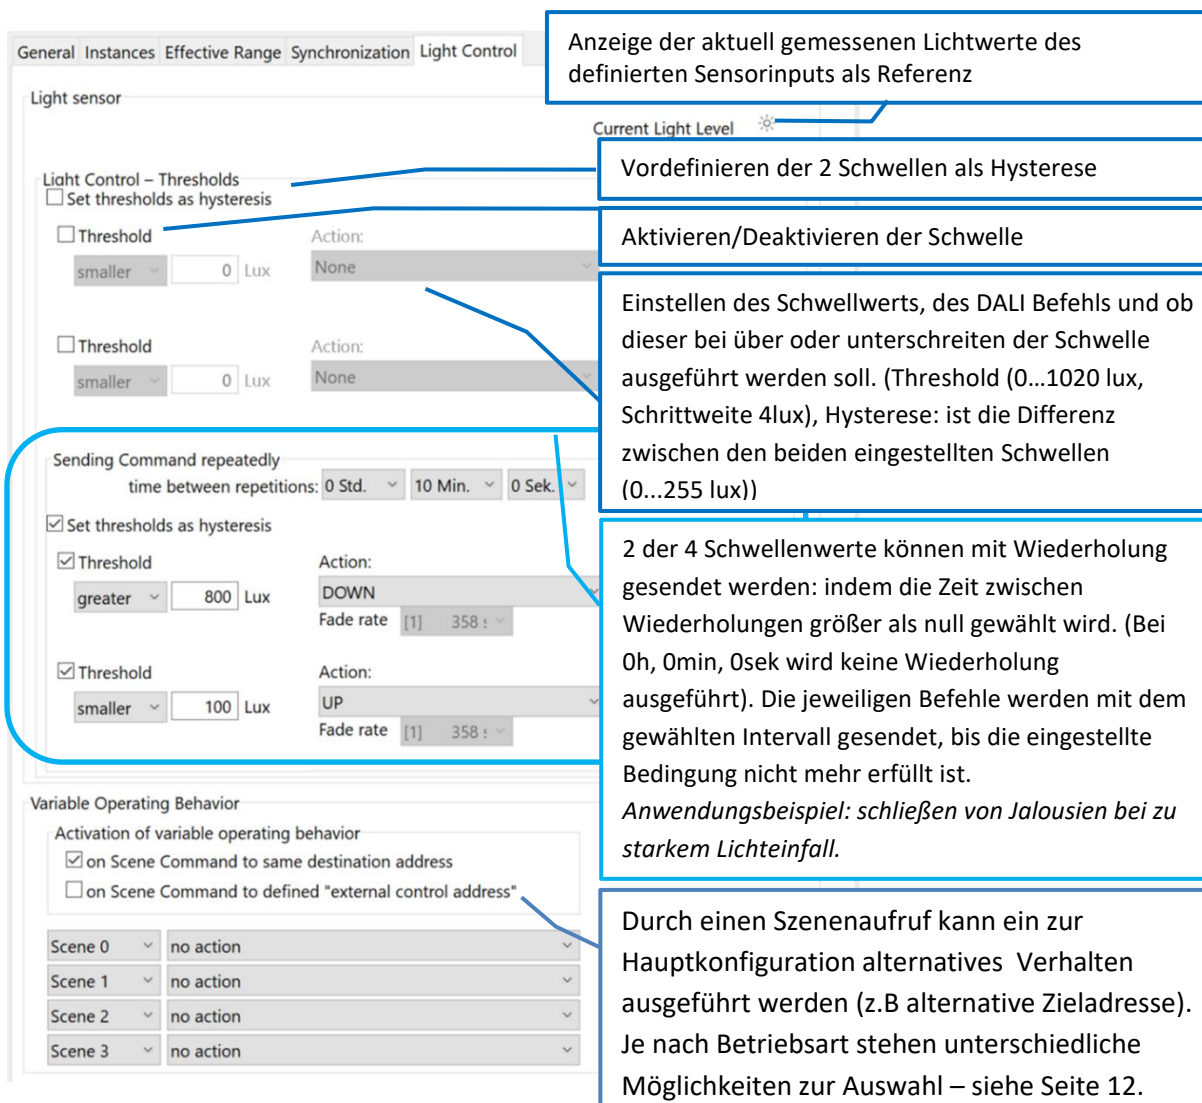 General Instances Effective Range Synchronization Light Control
Anzeige der aktuell gemessenen Lichtwerte des
definierten Sensorinputs als Referenz
Light sensor
Current Light Level
Vordefinieren der 2 Schwellen als Hysterese
Light Control – Thresholds
Set thresholds as hysteresis
Aktivieren/Deaktivieren der Schwelle
Threshold
Action:
smaller 0 Lux
None
Threshold
Action:
smaller 0 Lux
None
Einstellen des Schwellwerts, des DALI Befehls und ob
dieser bei über oder unterschreiten der Schwelle
ausgeführt werden soll. (Threshold (0…1020 lux,
Schrittweite 4lux), Hysterese: ist die Differenz
zwischen den beiden eingestellten Schwellen
(0...255 lux))
Sending Command repeatedly
time between repetitions: 0 Std. 10 Min. 0 Sek.
Set thresholds as hysteresis
Threshold
Action:
greater 800 Lux
DOWN
Fade rate [1] 358 s
Threshold
Action:
smaller 100 Lux
UP
Fade rate [1] 358 s
2 der 4 Schwellenwerte können mit Wiederholung
gesendet werden: indem die Zeit zwischen
Wiederholungen größer als null gewählt wird. (Bei
0h, 0min, 0sek wird keine Wiederholung
ausgeführt). Die jeweiligen Befehle werden mit dem
gewählten Intervall gesendet, bis die eingestellte
Bedingung nicht mehr erfüllt ist.
Anwendungsbeispiel: schließen von Jalousien bei zu
starkem Lichteinfall.
Variable Operating Behavior
Activation of variable operating behavior
on Scene Command to same destination address
on Scene Command to defined "external control address"
Scene 0 no action
Scene 1 no action
Scene 2 no action
Scene 3 no action
Durch einen Szenenaufruf kann ein zur
Hauptkonfiguration alternatives Verhalten
ausgeführt werden (z.B alternative Zieladresse).
Je nach Betriebsart stehen unterschiedliche
Möglichkeiten zur Auswahl – siehe Seite 12.